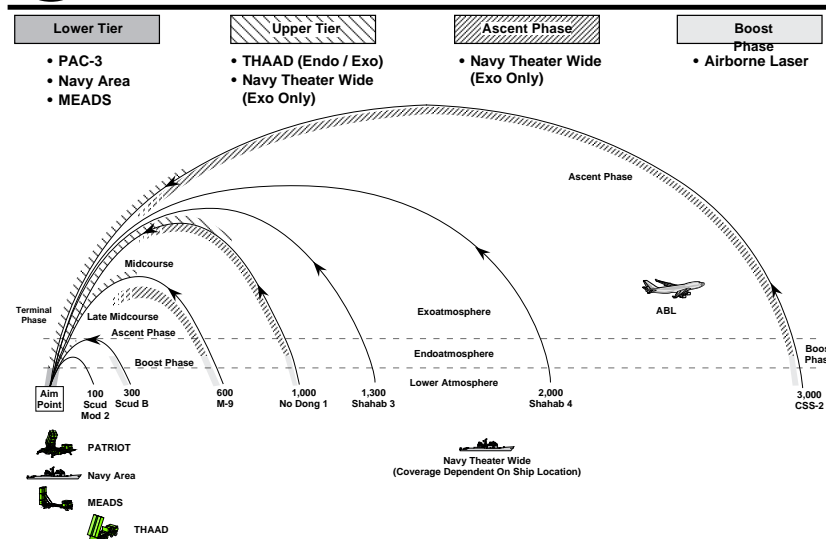 Lower Tier
• PAC-3
• Navy Area
• MEADS
Upper Tier
• THAAD (Endo / Exo)
• Navy Theater Wide
(Exo Only)
Ascent Phase
• Navy Theater Wide
(Exo Only)
Boost
Phase
• Airborne Laser
Ascent Phase
Midcourse
Terminal
Phase
Late Midcourse
Ascent Phase
Boost Phase
Exoatmosphere
Endoatmosphere
Lower Atmosphere
ABL
Boos
Phas
Aim
Point
100
Scud
Mod 2
300
Scud B
600
M-9
1,000
No Dong 1
1,300
Shahab 3
2,000
Shahab 4
3,000
CSS-2
PATRIOT
Navy Area
MEADS
THAAD
Navy Theater Wide
(Coverage Dependent On Ship Location)